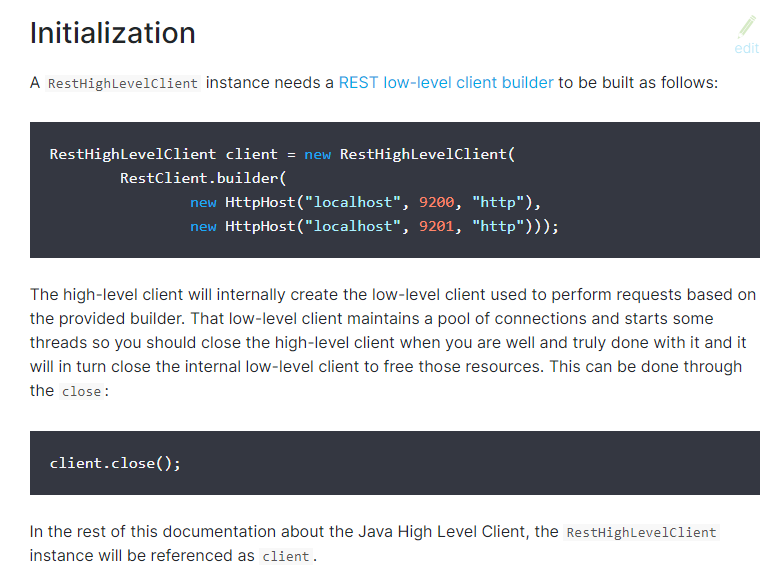 Initialization
edit
A RestHighLevelClient instance needs a REST low-level client builder to be built as follows:
RestHighLevelClient client = new RestHighLevelClient(
        RestClient.builder(
                new HttpHost("localhost", 9200, "http"),
                new HttpHost("localhost", 9201, "http")));
The high-level client will internally create the low-level client used to perform requests based on
the provided builder. That low-level client maintains a pool of connections and starts some
threads so you should close the high-level client when you are well and truly done with it and it
will in turn close the internal low-level client to free those resources. This can be done through
the close:
client.close();
In the rest of this documentation about the Java High Level Client, the RestHighLevelClient
instance will be referenced as client.